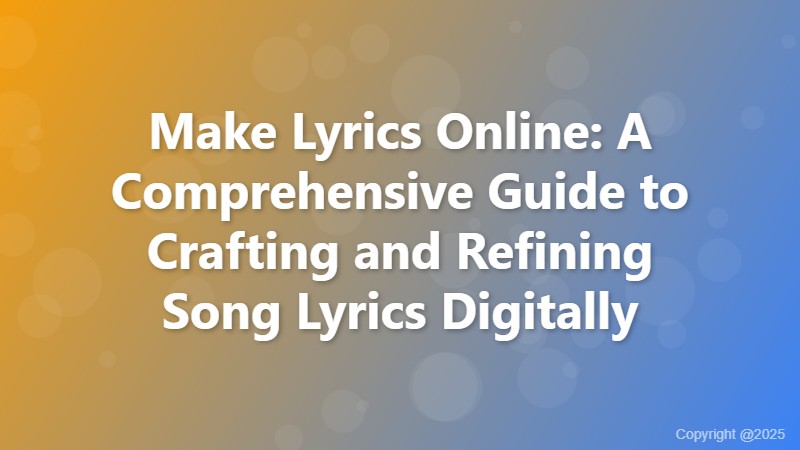 Make Lyrics Online: A
Comprehensive Guide to
Crafting and Refining
Song Lyrics Digitally
Copyright @2025